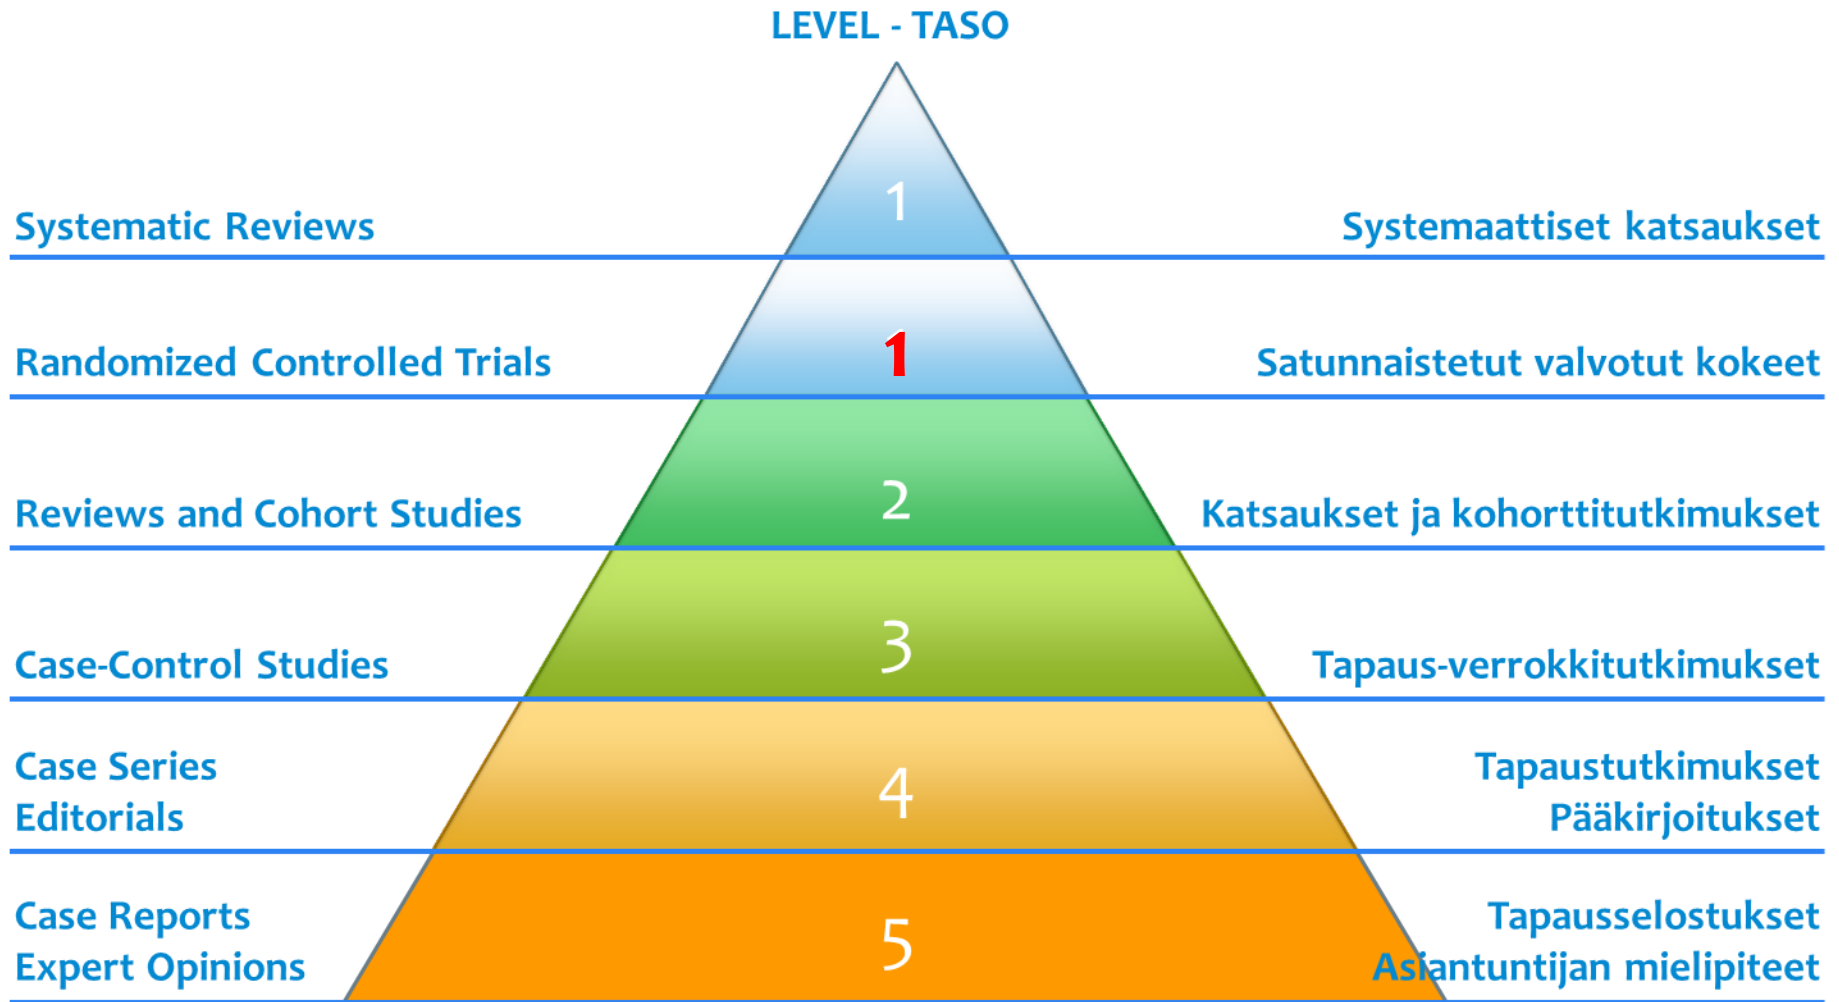 LEVEL - TASO
1
Systematic Reviews
Systemaattiset katsaukset
1
Randomized Controlled Trials
Satunnaistetut valvotut kokeet
2
Reviews and Cohort Studies
Katsaukset ja kohorttitutkimukset
3
Case-Control Studies
Tapaus-verrokkitutkimukset
Case Series
Editorials
4
Tapaustutkimukset
Pääkirjoitukset
Case Reports
Expert Opinions
5
Tapausselostukset
Asiantuntijan mielipiteet